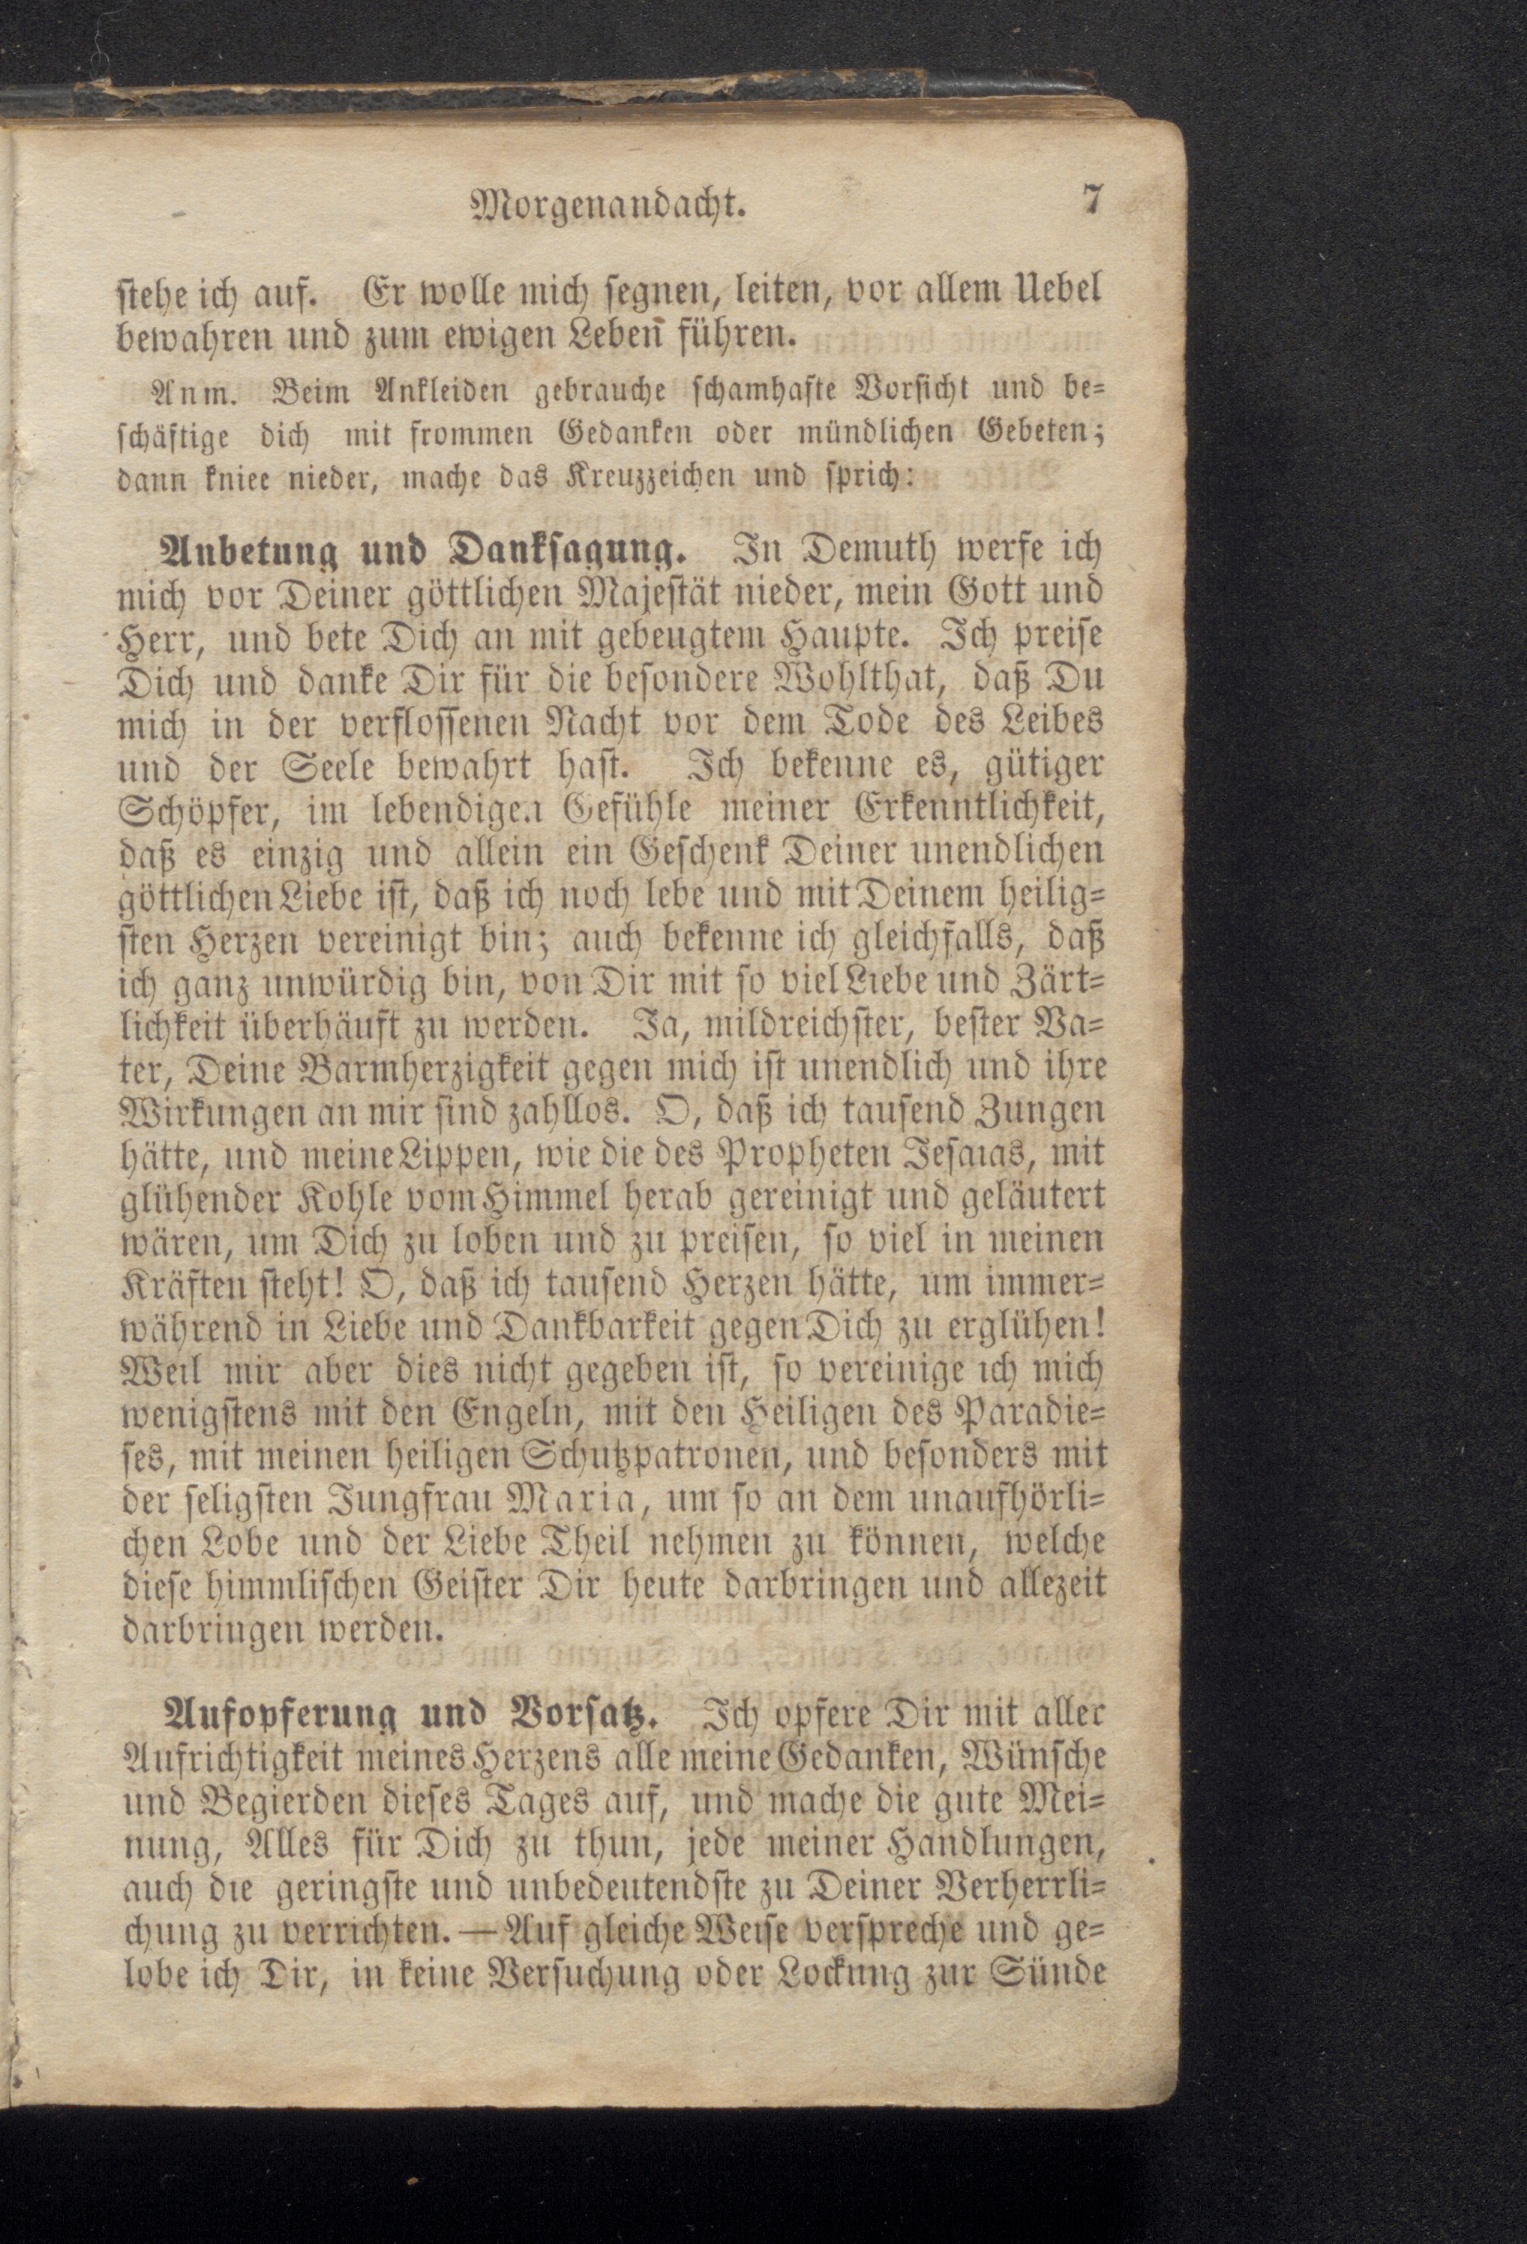 Morgenandacht. 7
stehe ich auf. Er wolle mich segnen, leiten, vor allem Uebel
bewahren und zum ewigen Leben führen.
Anm. Beim Ankleiden gebrauche schamhafte Vorsicht und be=
schäftige dich mit frommen Gedanken oder mündlichen Gebeten;
dann kniee nieder, mache das Kreuzzeichen und sprich:
Anbetung und Danksagung. In Demuth werfe ich
mich vor Deiner göttlichen Majestät nieder, mein Gott und
Herr, und bete Dich an mit gebeugtem Haupte. Ich preise
Dich und danke Dir für die besondere Wohlthat, daß Du
mich in der verflossenen Nacht vor dem Tode des Leibes
und der Seele bewahrt hast. Ich bekenne es, gütiger
Schöpfer, im lebendigen Gefühle meiner Erkenntlichkeit,
daß es einzig und allein ein Geschenk Deiner unendlichen
göttlichen Liebe ist, daß ich noch lebe und mit Deinem heilig=
sten Herzen vereinigt bin; auch bekenne ich gleichfalls, daß
ich ganz unwürdig bin, von Dir mit so viel Liebe und Zärt=
lichkeit überhäuft zu werden. Ja, mildreichster, bester Va=
ter, Deine Barmherzigkeit gegen mich ist unendlich und ihre
Wirkungen an mir sind zahllos. O, daß ich tausend Zungen
hätte, und meine Lippen, wie die des Propheten Jesaias, mit
glühender Kohle vom Himmel herab gereinigt und geläutert
wären, um Dich zu loben und zu preisen, so viel in meinen
Kräften steht! O, daß ich tausend Herzen hätte, um immer=
während in Liebe und Dankbarkeit gegen Dich zu erglühen!
Weil mir aber dies nicht gegeben ist, so vereinige ich mich
wenigstens mit den Engeln, mit den Heiligen des Paradie=
ses, mit meinen heiligen Schutzpatronen, und besonders mit
der seligsten Jungfrau Maria, um so an dem unaufhörli=
chen Lobe und der Liebe Theil nehmen zu können, welche
diese himmlischen Geister Dir heute darbringen und allezeit
darbringen werden.
Aufopferung und Vorsatz. Ich opfere Dir mit aller
Aufrichtigkeit meines Herzens alle meine Gedanken, Wünsche
und Begierden dieses Tages auf, und mache die gute Mei=
nung, Alles für Dich zu thun, jede meiner Handlungen,
auch die geringste und unbedeutendste zu Deiner Verherrli=
chung zu verrichten. — Auf gleiche Weise verspreche und ge=
lobe ich Dir, in keine Versuchung oder Lockung zur Sünde